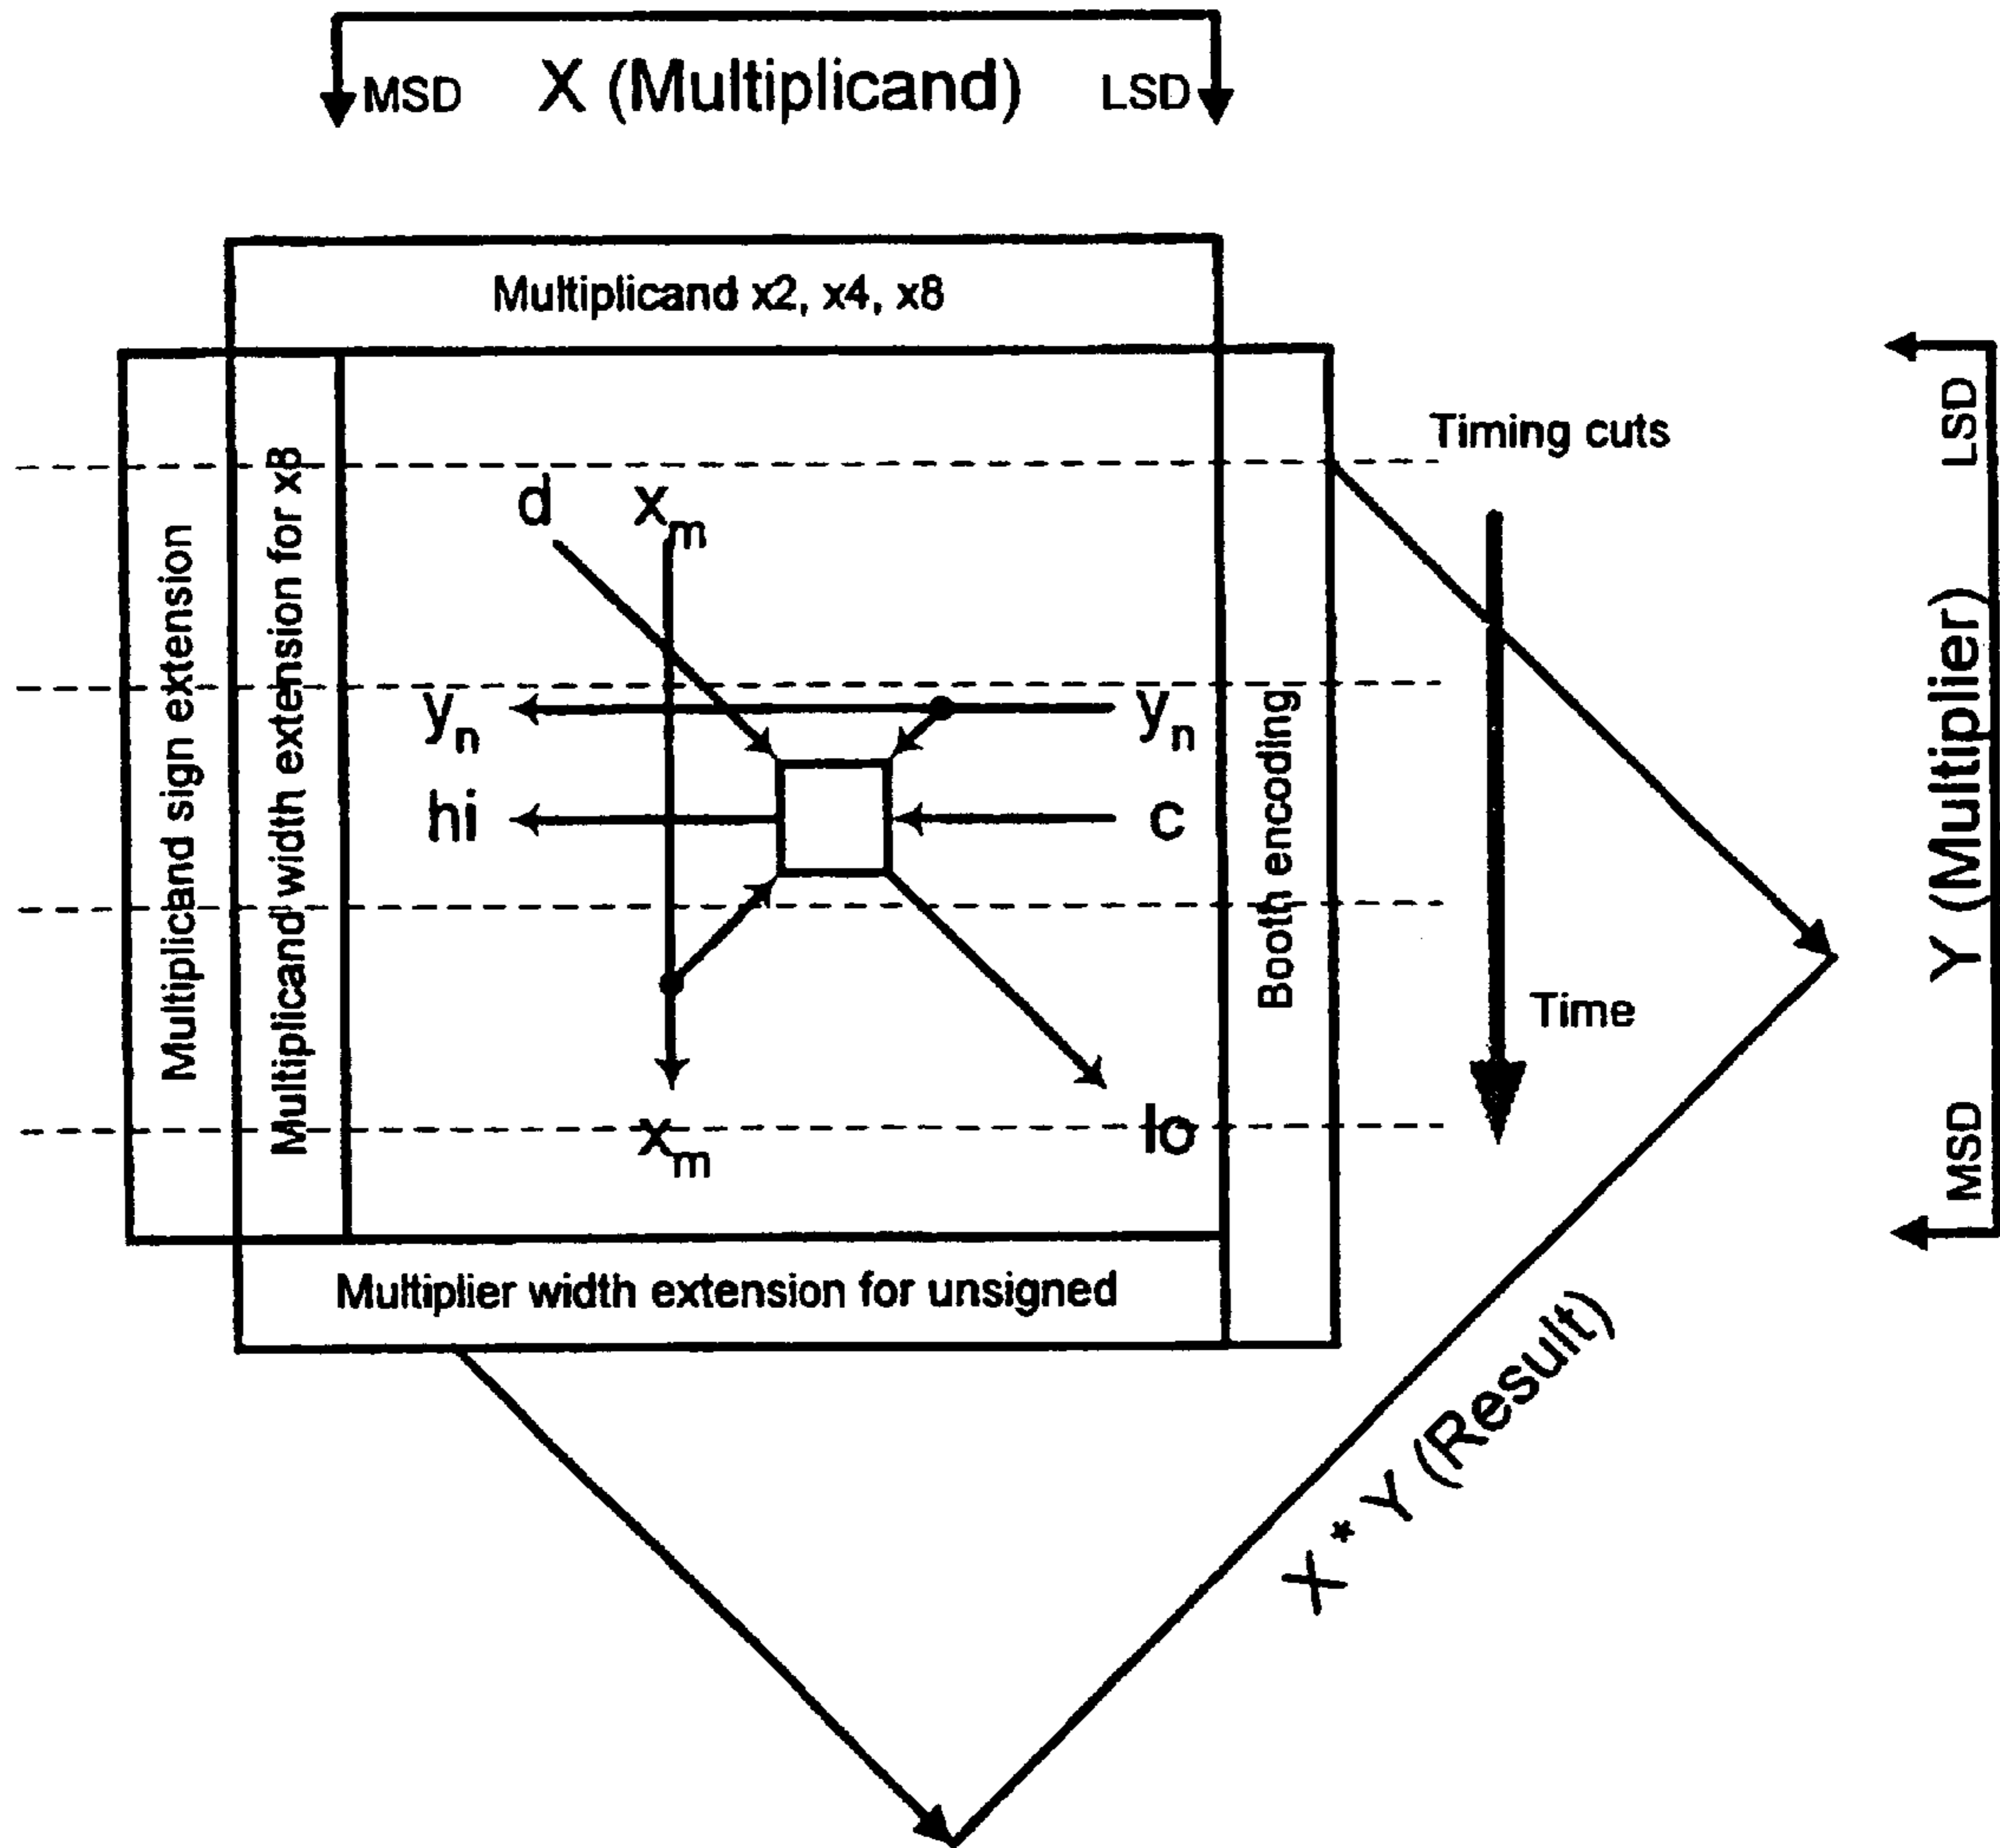 MSD X (Multiplicand) LSD
Multiplicand x2, x4, x8
Timing cuts
LSD
Y (Multiplier)
MSD
Multiplicand sign extension
Multiplicand width extension for x8
d
xm
yn
yn
hi
c
Booth encoding
Time
xm
lo
Multiplier width extension for unsigned
X * Y (Result)